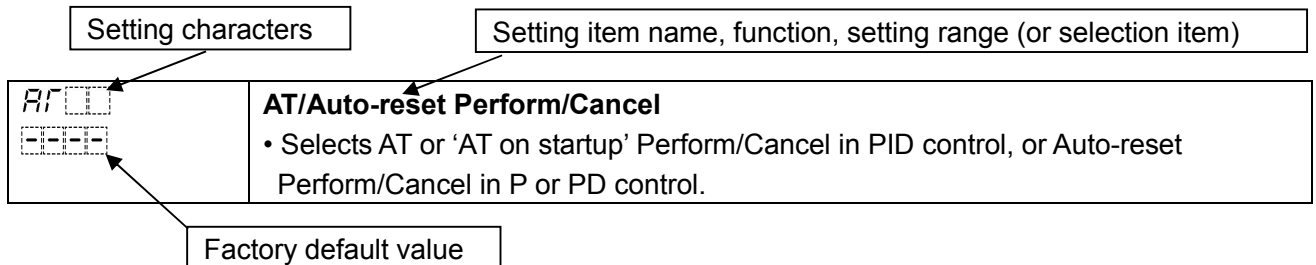 Setting characters
Setting item name, function, setting range (or selection item)
AT
AT/Auto-reset Perform/Cancel
----
• Selects AT or ‘AT on startup’ Perform/Cancel in PID control, or Auto-reset
Perform/Cancel in P or PD control.
Factory default value